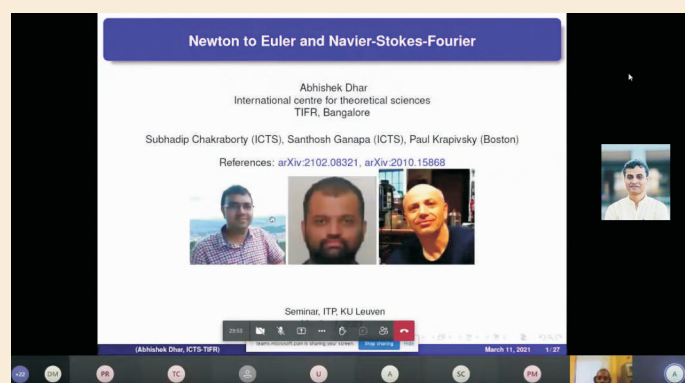 Newton to Euler and Navier-Stokes-Fourier
Abhishek Dhar
International centre for theoretical sciences
TIFR, Bangalore
Subhadip Chakraborty (ICTS), Santhosh Ganapa (ICTS), Paul Krapivsky (Boston)
References: arXiv:2102.08321, arXiv:2010.15868
Seminar, ITP, KU Leuven
29:53
teams.microsoft.com is sharing your screen.
Stop sharing
Hide
(Abhishek Dhar, ICTS-TIFR)
March 11, 2021
1/27
+22
DM
PR
TC
U
A
SC
PM
A